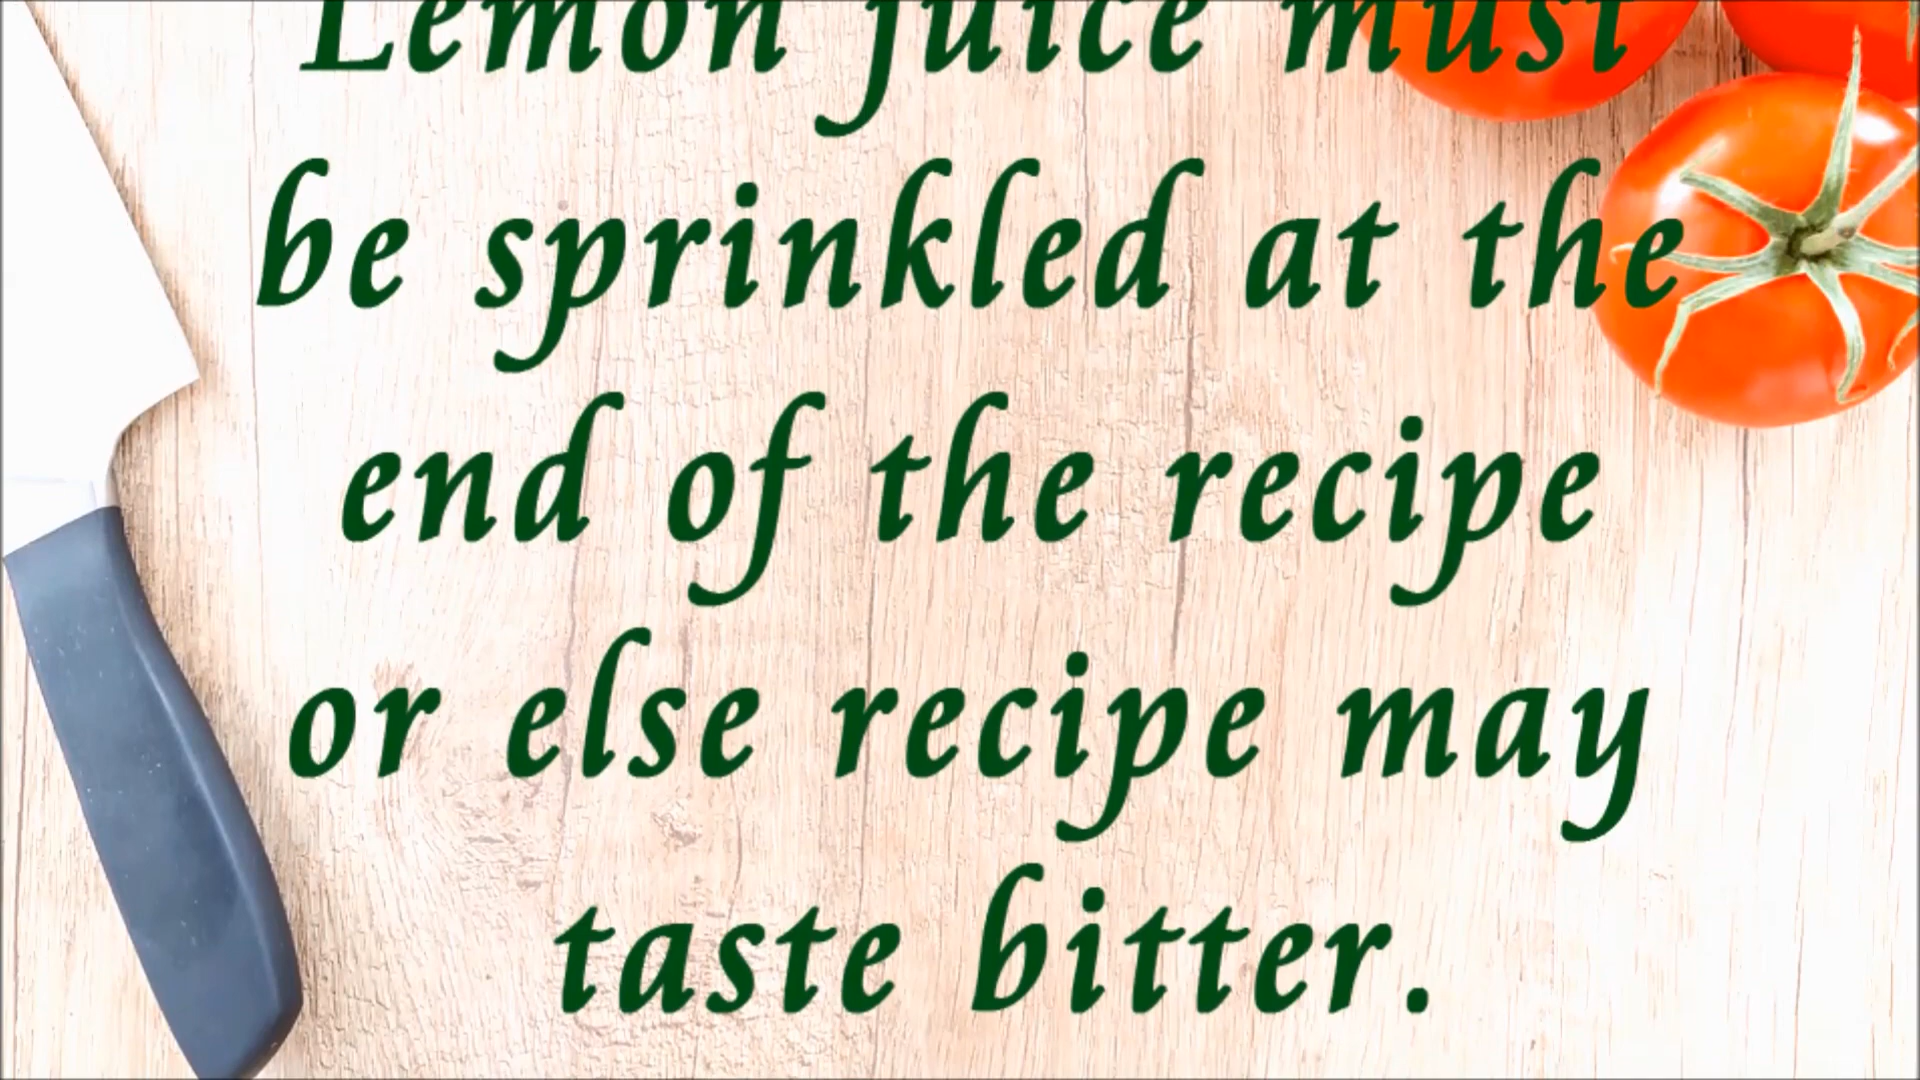 Lemon juice must
be sprinkled at the
end of the recipe
or else recipe may
taste bitter.